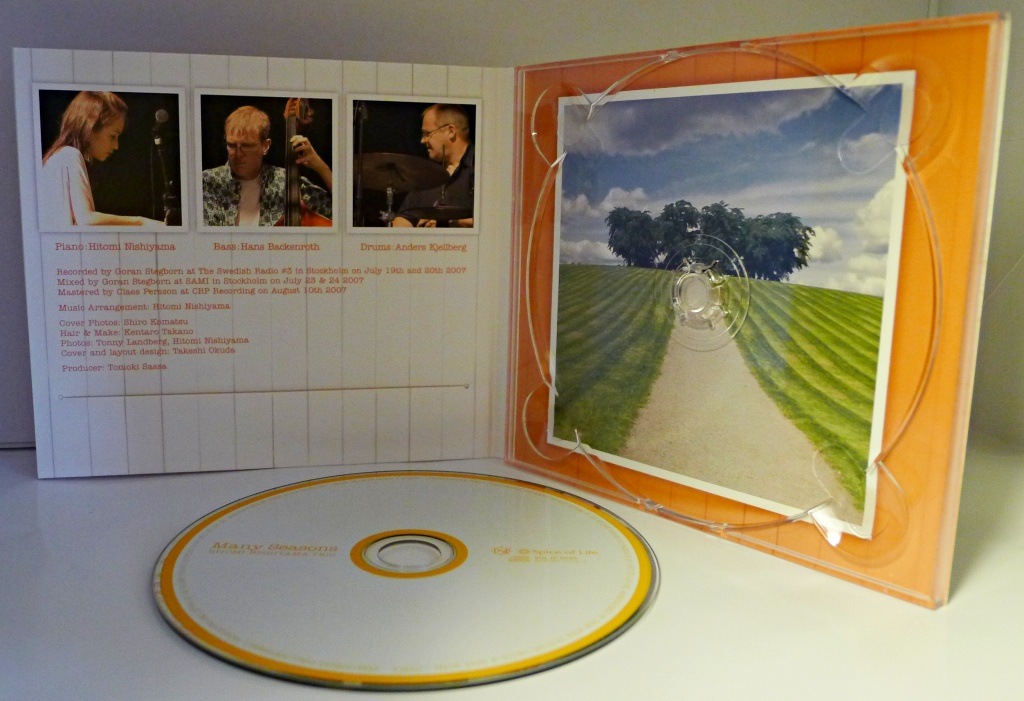 Piano:Hitomi Nishiyama
Bass:Hans Backenroth
Drums:Anders Kjellberg
Recorded by Goran Stegborn at The Swedish Radio #3 in Stockholm on July 19th and 20th 2007
Mixed by Goran Stegborn at SAMI in Stockholm on July 23 & 24 2007
Mastered by Claes Persson at CRP Recording on August 10th 2007
Music Arrangement: Hitomi Nishiyama
Cover Photos: Shiro Komatsu
Hair & Make: Kentaro Takano
Photos: Tonny Landberg, Hitomi Nishiyama
Cover and layout design: Takeshi Okuda
Producer: Tomoki Sassa
Many Seasons
HITOMI NISHIYAMA TRIO
Spice of Life